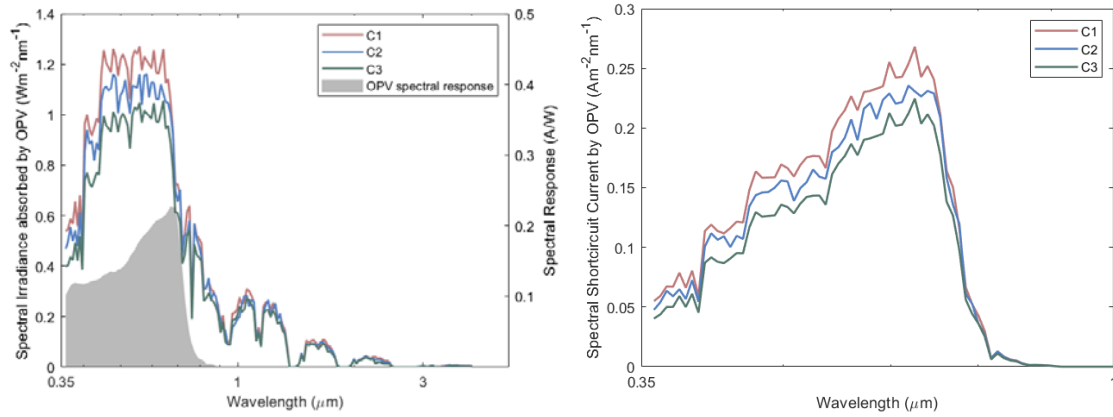 Spectral Irradiance absorbed by OPV (Wm-2nm-1)
1.4
1.2
1
0.8
0.6
0.4
0.2
0
C1
C2
C3
OPV spectral response
0.5
0.4
0.3
0.2
0.1
Spectral Response (A/W)
0.35
1
3
Wavelength (μm)
Spectral Shortcircuit Current by OPV (Am-2nm-1)
0.3
0.25
0.2
0.15
0.1
0.05
0
C1
C2
C3
0.35
1
Wavelength (μm)